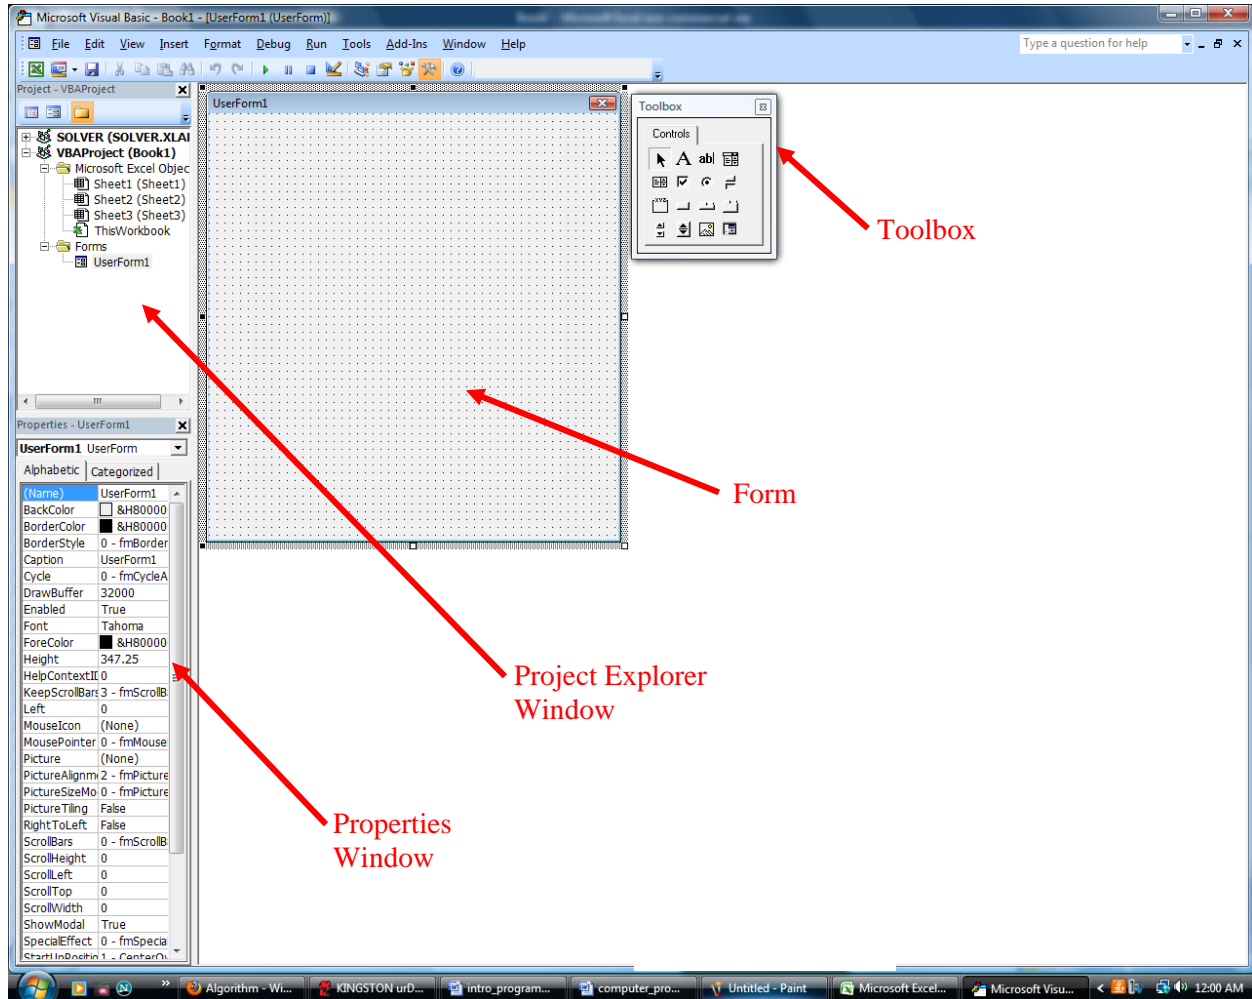 Microsoft Visual Basic - Book1 - [UserForm1 (UserForm)]
File Edit View Insert Format Debug Run Tools Add-Ins Window Help
Type a question for help
Project - VBAProject
SOLVER (SOLVER.XLAI
VBAProject (Book1)
Microsoft Excel Objec
Sheet1 (Sheet1)
Sheet2 (Sheet2)
Sheet3 (Sheet3)
ThisWorkbook
Forms
UserForm1
UserForm1
Toolbox
Controls
A abl
xyz
Toolbox
Form
Project Explorer
Window
Properties
Window
Properties - UserForm1
UserForm1 UserForm
Alphabetic Categorized
(Name) UserForm1
BackColor &H80000
BorderColor &H80000
BorderStyle 0 - fmBorder
Caption UserForm1
Cycle 0 - fmCycleA
DrawBuffer 32000
Enabled True
Font Tahoma
ForeColor &H80000
Height 347.25
HelpContextID 0
KeepScrollBars 3 - fmScrollB
Left 0
MouseIcon (None)
MousePointer 0 - fmMouse
Picture (None)
PictureAlignm 2 - fmPicture
PictureSizeMo 0 - fmPicture
PictureTiling False
RightToLeft False
ScrollBars 0 - fmScrollB
ScrollHeight 0
ScrollLeft 0
ScrollTop 0
ScrollWidth 0
ShowModal True
SpecialEffect 0 - fmSpecia
StartUpPositio 1 - CenterOw
Algorithm - Wi... KINGSTON urD... intro_program... computer_pro... Untitled - Paint Microsoft Excel... Microsoft Visu... 12:00 AM